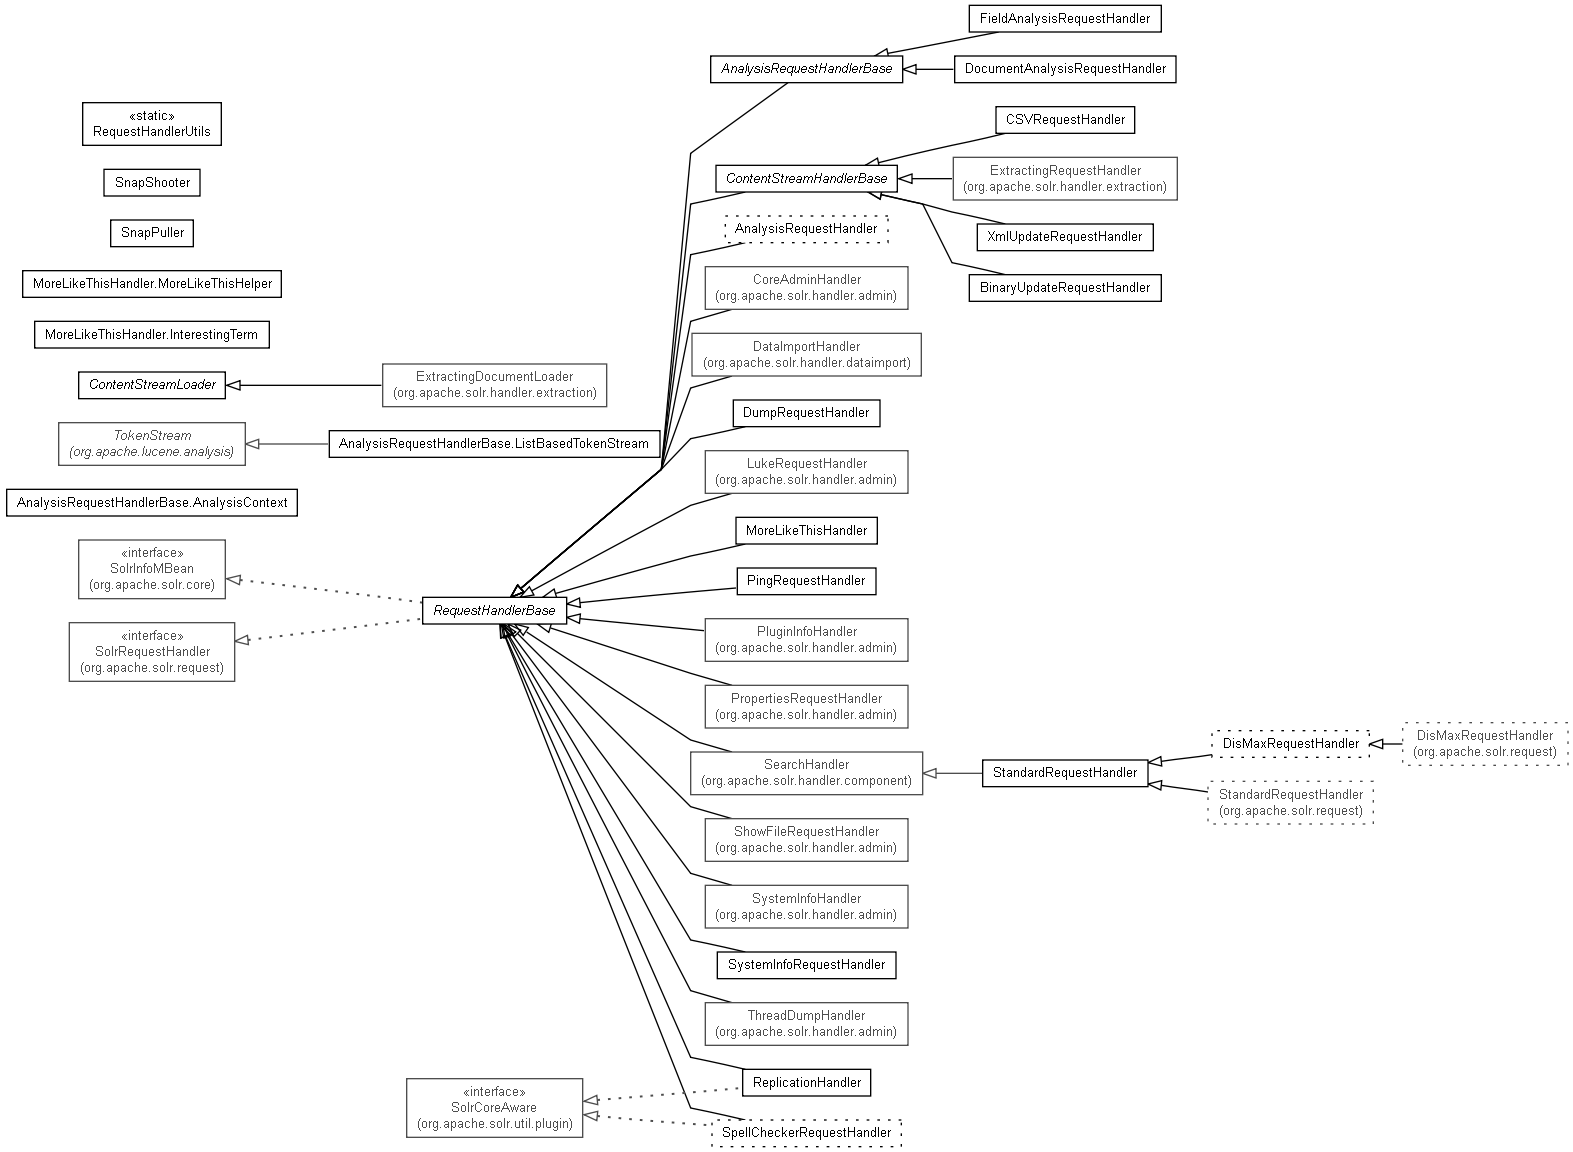 FieldAnalysisRequestHandler
AnalysisRequestHandlerBase
DocumentAnalysisRequestHandler
«static»
RequestHandlerUtils
CSVRequestHandler
SnapShooter
ContentStreamHandlerBase
ExtractingRequestHandler
(org.apache.solr.handler.extraction)
SnapPuller
AnalysisRequestHandler
XmlUpdateRequestHandler
MoreLikeThisHandler.MoreLikeThisHelper
CoreAdminHandler
(org.apache.solr.handler.admin)
BinaryUpdateRequestHandler
MoreLikeThisHandler.InterestingTerm
DataImportHandler
(org.apache.solr.handler.dataimport)
ContentStreamLoader
ExtractingDocumentLoader
(org.apache.solr.handler.extraction)
DumpRequestHandler
TokenStream
(org.apache.lucene.analysis)
AnalysisRequestHandlerBase.ListBasedTokenStream
LukeRequestHandler
(org.apache.solr.handler.admin)
AnalysisRequestHandlerBase.AnalysisContext
MoreLikeThisHandler
«interface»
SolrInfoMBean
(org.apache.solr.core)
PingRequestHandler
RequestHandlerBase
«interface»
SolrRequestHandler
(org.apache.solr.request)
PluginInfoHandler
(org.apache.solr.handler.admin)
PropertiesRequestHandler
(org.apache.solr.handler.admin)
SearchHandler
(org.apache.solr.handler.component)
StandardRequestHandler
DisMaxRequestHandler
DisMaxRequestHandler
(org.apache.solr.request)
StandardRequestHandler
(org.apache.solr.request)
ShowFileRequestHandler
(org.apache.solr.handler.admin)
SystemInfoHandler
(org.apache.solr.handler.admin)
SystemInfoRequestHandler
ThreadDumpHandler
(org.apache.solr.handler.admin)
ReplicationHandler
«interface»
SolrCoreAware
(org.apache.solr.util.plugin)
SpellCheckerRequestHandler